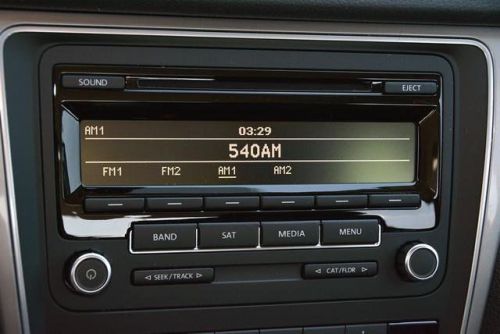 SOUND
EJECT
AM1 03:29
540AM
FM1 FM2 AM1 AM2
BAND SAT MEDIA MENU
SEEK/TRACK CAT/FLDR